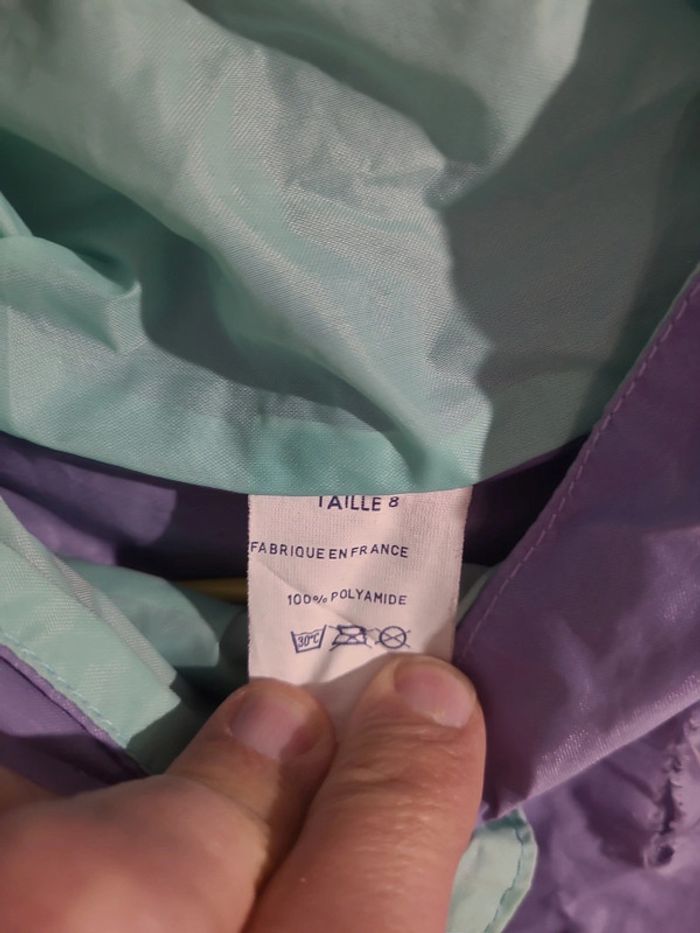 TAILLE 8
FABRIQUE EN FRANCE
100% POLYAMIDE
30°C